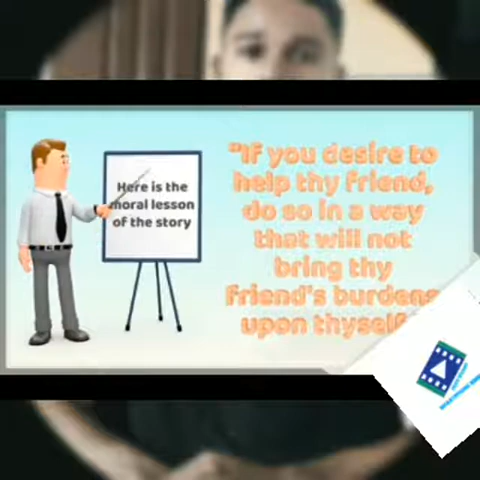 Here is the
moral lesson
of the story
"If you desire to
help thy friend,
do so in a way
that will not
bring thy
friend's burdens
upon thyself